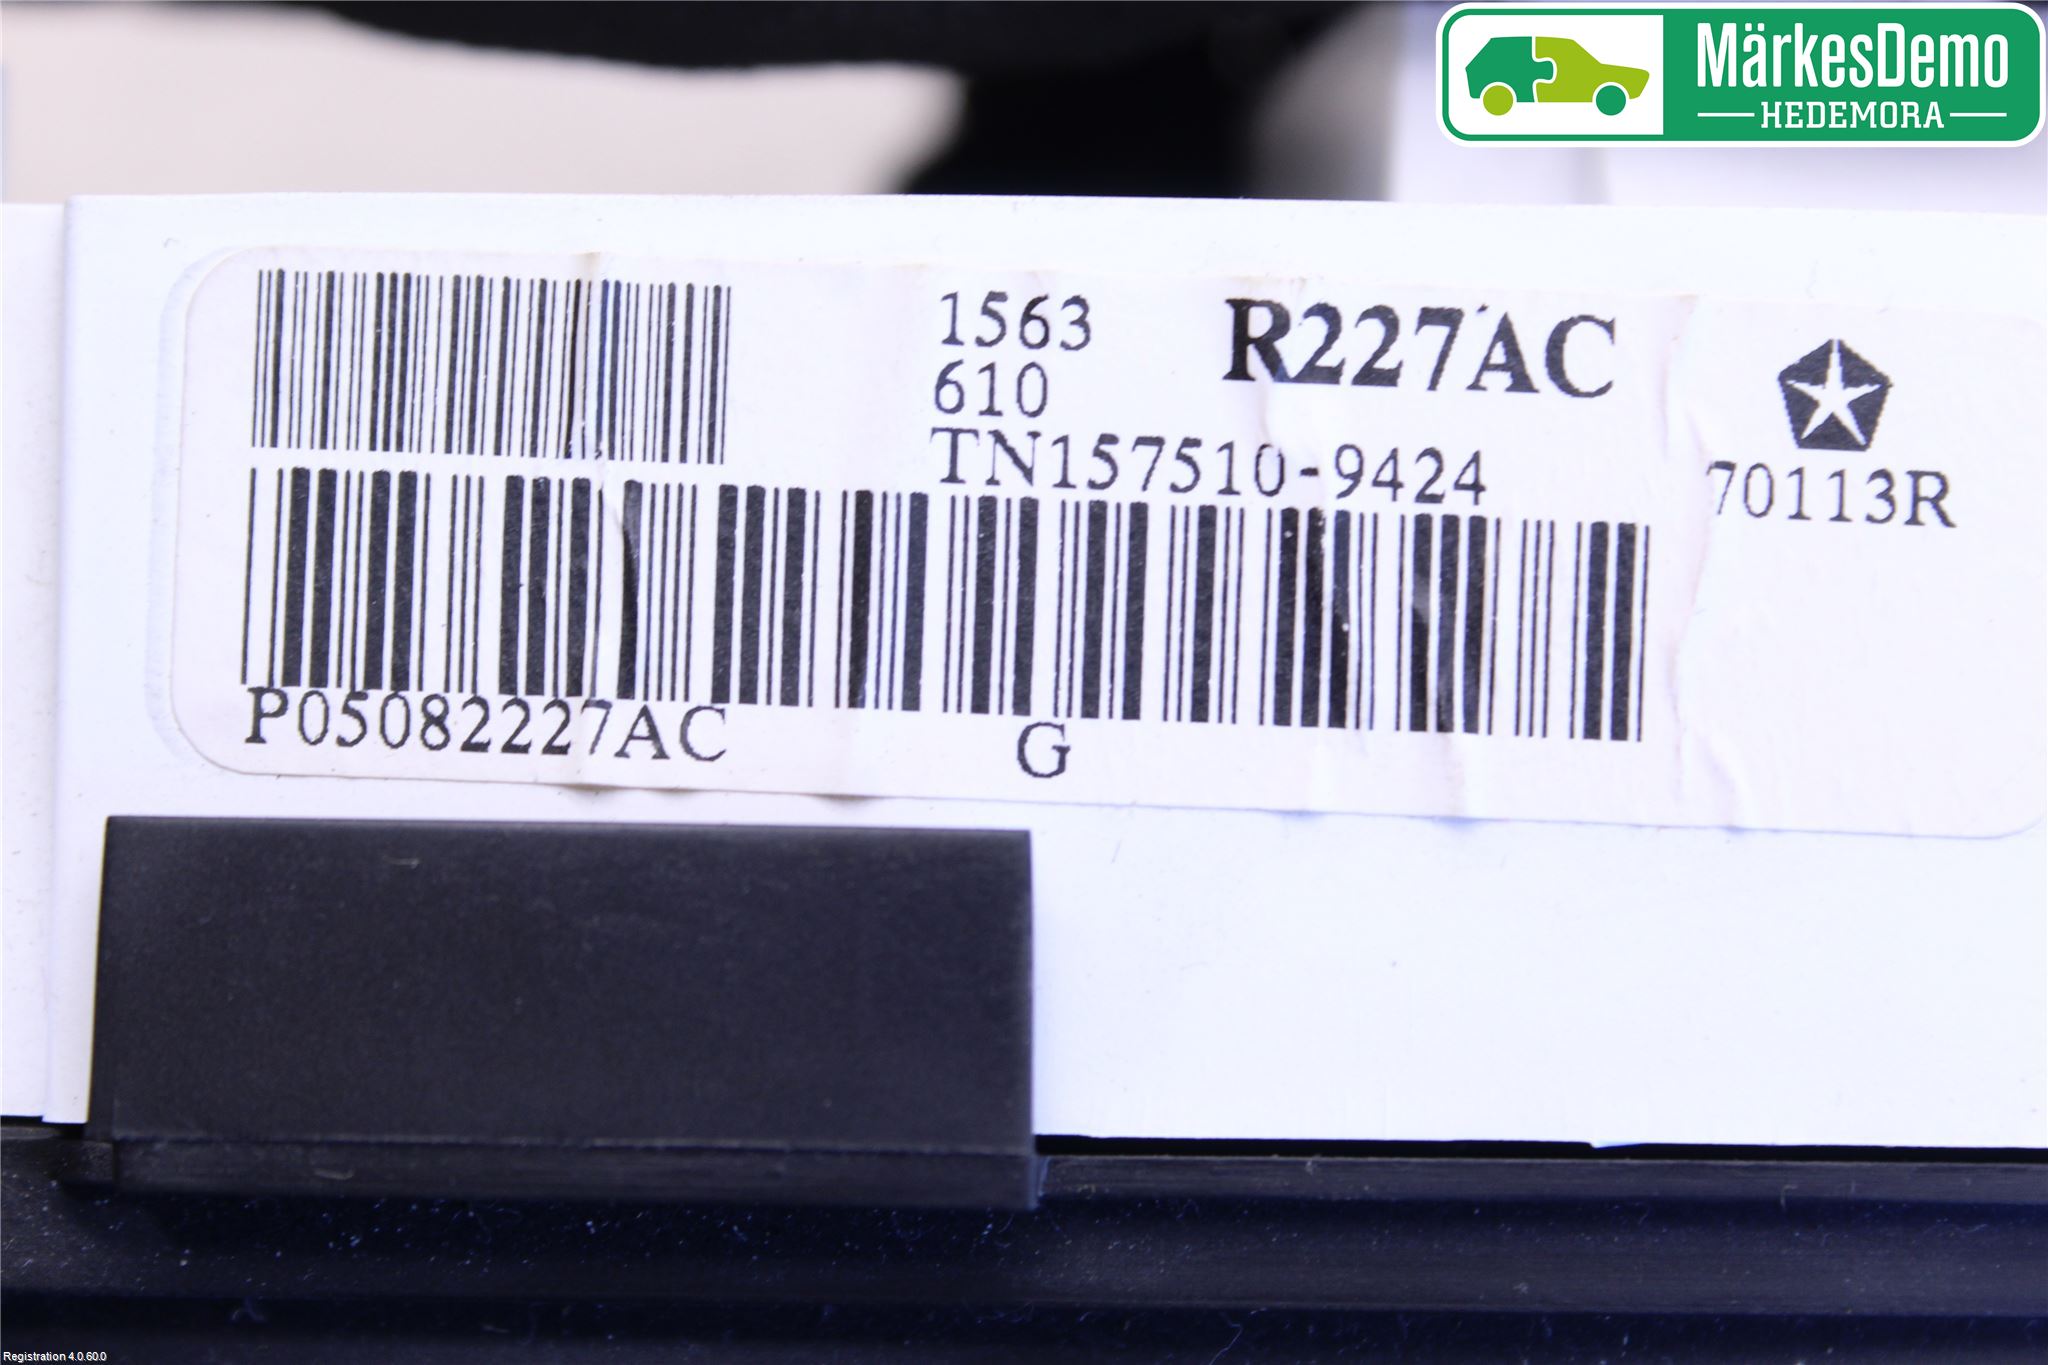 MärkesDemo
HEDEMORA
1563
R227AC
610
TN157510-9424
70113R
P05082227AC
G
Registration 4.0.60.0